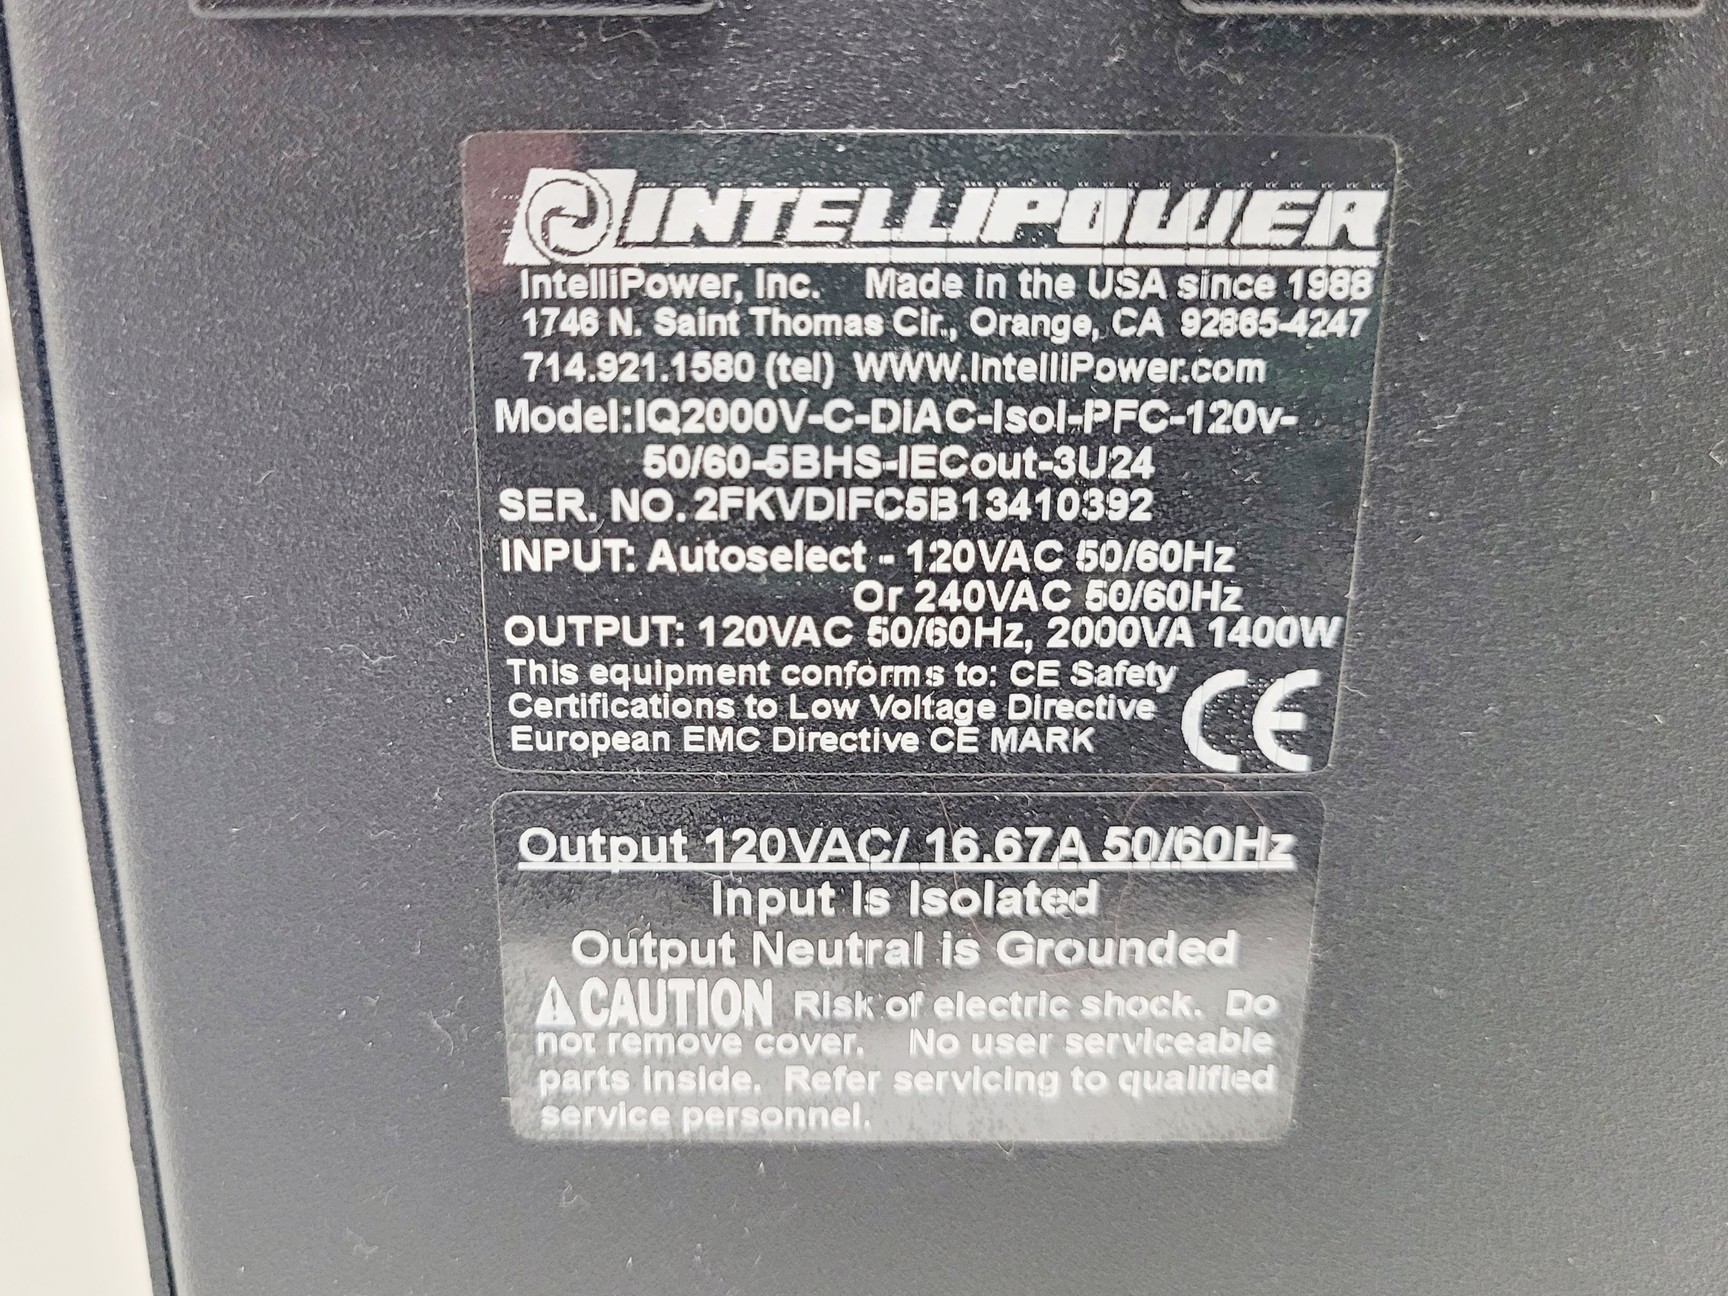 INTELLIPOWER
IntelliPower, Inc. Made in the USA since 1988
1746 N. Saint Thomas Cir., Orange, CA 92865-4247
714.921.1580 (tel) WWW.IntelliPower.com
Model:IQ2000V-C-DIAC-Isol-PFC-120v-
50/60-5BHS-IECout-3U24
SER. NO. 2FKVDIFC5B13410392
INPUT: Autoselect - 120VAC 50/60Hz
Or 240VAC 50/60Hz
OUTPUT: 120VAC 50/60Hz, 2000VA 1400W
This equipment conforms to: CE Safety
Certifications to Low Voltage Directive
European EMC Directive CE MARK
CE
Output 120VAC/ 16.67A 50/60Hz
Input Is Isolated
Output Neutral is Grounded
CAUTION Risk of electric shock. Do
not remove cover. No user serviceable
parts inside. Refer servicing to qualified
service personnel.